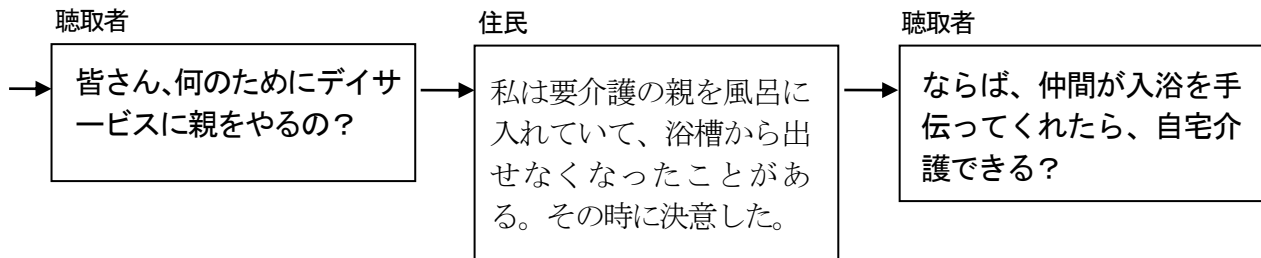 聴取者
皆さん、何のためにデイサ
ービスに親をやるの？
住民
私は要介護の親を風呂に
入れていて、浴槽から出
せなくなったことがあ
る。その時に決意した。
聴取者
ならば、仲間が入浴を手
伝ってくれたら、自宅介
護できる？